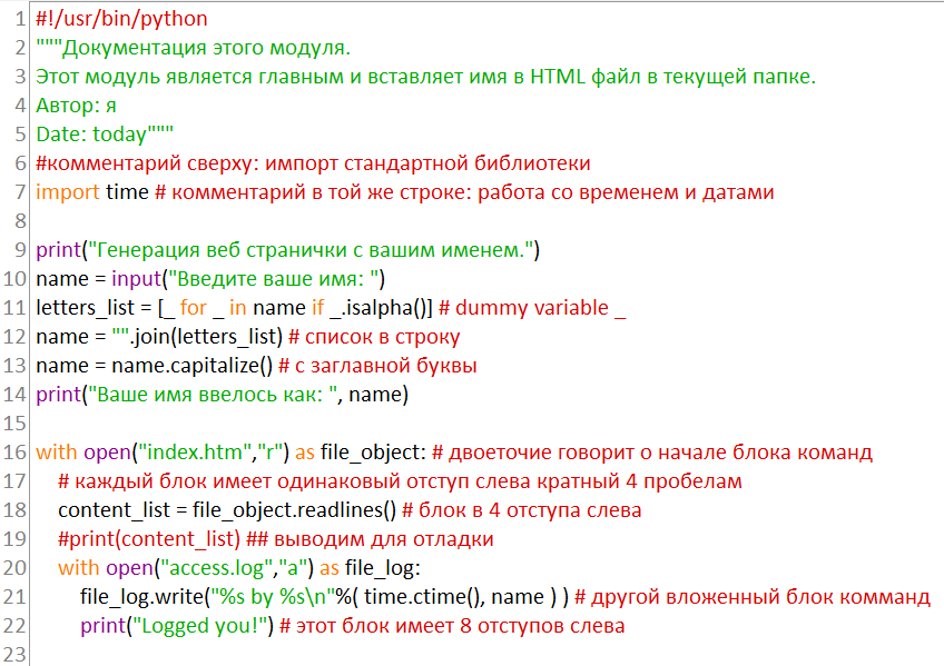 1 #!/usr/bin/python
2 """Документация этого модуля.
3 Этот модуль является главным и вставляет имя в HTML файл в текущей папке.
4 Автор: я
5 Date: today"""
6 #комментарий сверху: импорт стандартной библиотеки
7 import time # комментарий в той же строке: работа со временем и датами
8
9 print("Генерация веб странички с вашим именем.")
10 name = input("Введите ваше имя: ")
11 letters_list = [_ for _ in name if _.isalpha()] # dummy variable _
12 name = "".join(letters_list) # список в строку
13 name = name.capitalize() # с заглавной буквы
14 print("Ваше имя ввелось как: ", name)
15
16 with open("index.htm","r") as file_object: # двоеточие говорит о начале блока команд
17     # каждый блок имеет одинаковый отступ слева кратный 4 пробелам
18     content_list = file_object.readlines() # блок в 4 отступа слева
19     #print(content_list) ## выводим для отладки
20     with open("access.log","a") as file_log:
21         file_log.write("%s by %s\n"%( time.ctime(), name ) ) # другой вложенный блок комманд
22         print("Logged you!") # этот блок имеет 8 отступов слева
23